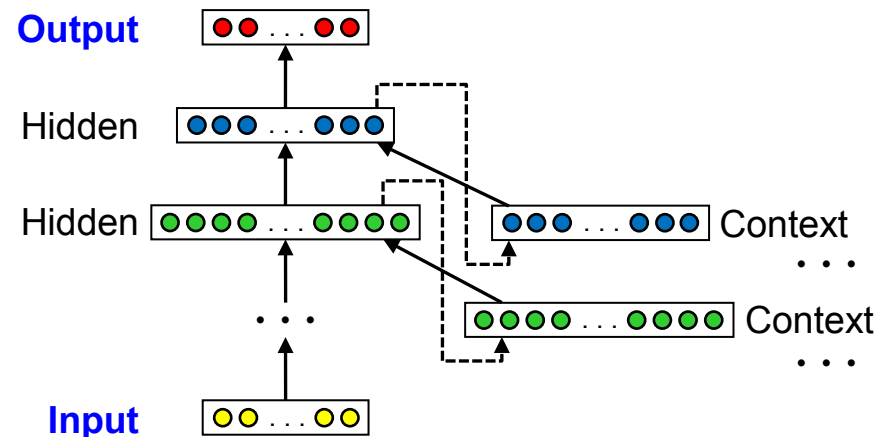 Output
. . .
Hidden
. . .
Hidden
. . .
. . .
Context
. . .
. . .
. . .
Context
. . .
Input
. . .